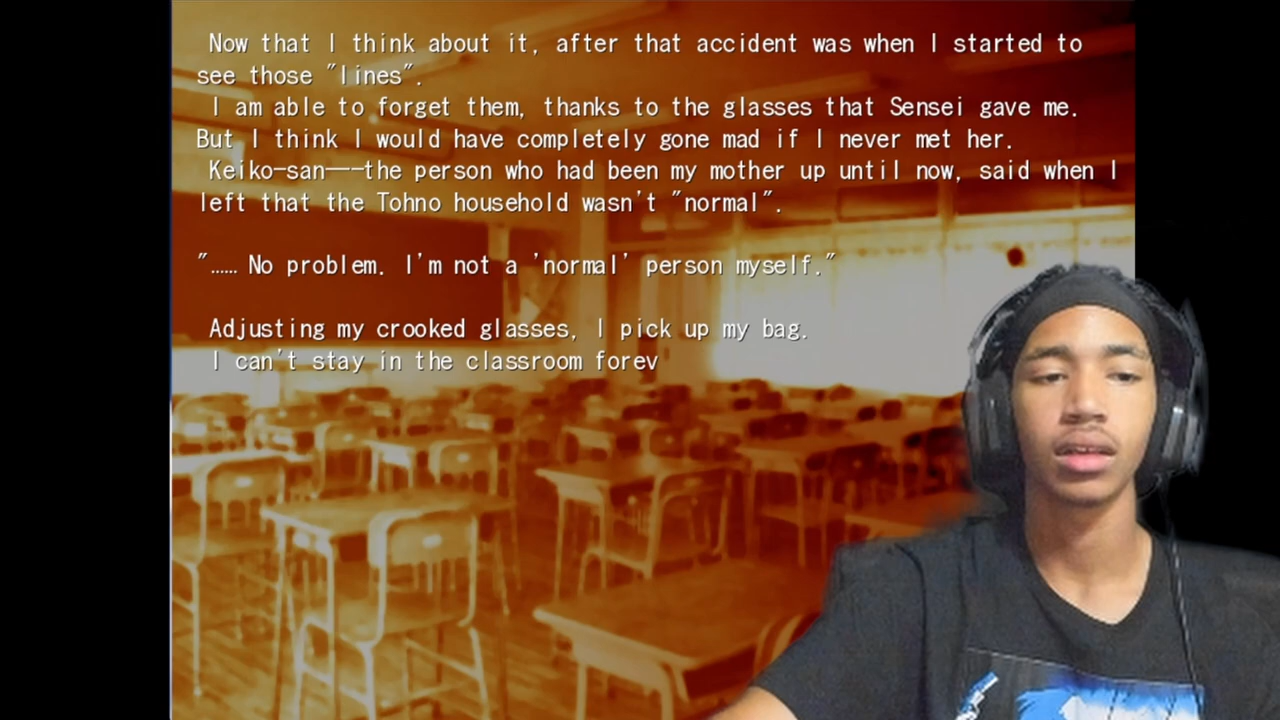 Now that I think about it, after that accident was when I started to
see those "lines".
I am able to forget them, thanks to the glasses that Sensei gave me.
But I think I would have completely gone mad if I never met her.
Keiko-san——the person who had been my mother up until now, said when I
left that the Tohno household wasn't "normal".
"...... No problem. I'm not a 'normal' person myself."
Adjusting my crooked glasses, I pick up my bag.
I can't stay in the classroom forev